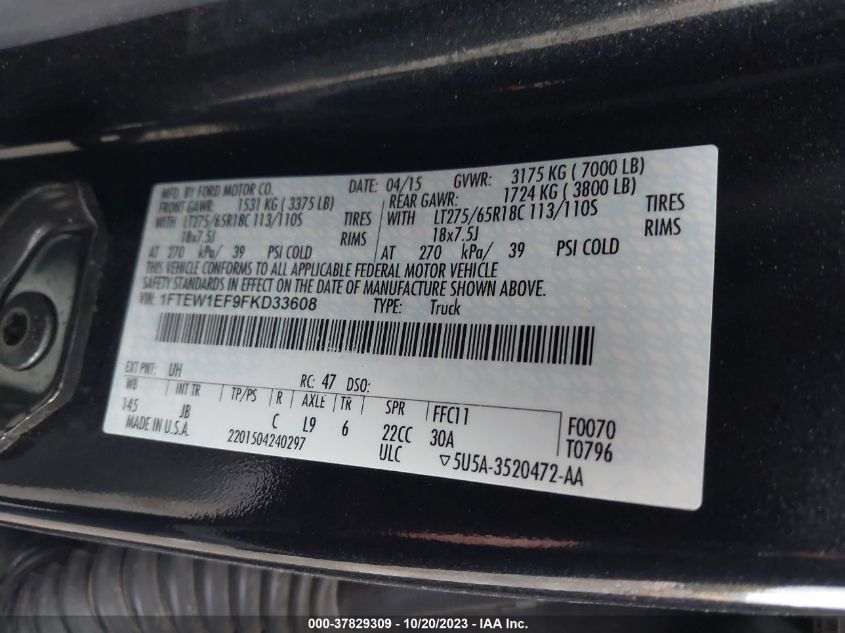 MFD. BY FORD MOTOR CO. DATE: 04/15 GVWR: 3175 KG ( 7000 LB)
FRONT GAWR: 1531 KG ( 3375 LB) REAR GAWR: 1724 KG ( 3800 LB)
WITH LT275/65R18C 113/110S TIRES WITH LT275/65R18C 113/110S TIRES
18x7.5J RIMS 18x7.5J RIMS
AT 270 kPa/ 39 PSI COLD AT 270 kPa/ 39 PSI COLD
THIS VEHICLE CONFORMS TO ALL APPLICABLE FEDERAL MOTOR VEHICLE
SAFETY STANDARDS IN EFFECT ON THE DATE OF MANUFACTURE SHOWN ABOVE.
VIN: 1FTEW1EF9FKD33608 TYPE: Truck
EXT PNT: UH RC: 47 DSO:
WB INT TR TP/PS R AXLE TR SPR FFC11 F0070
145 JB C L9 6 22CC 30A T0796
MADE IN U.S.A. 2201504240297 ULC ▽5U5A-3520472-AA
000-37829309 - 10/20/2023 - IAA Inc.